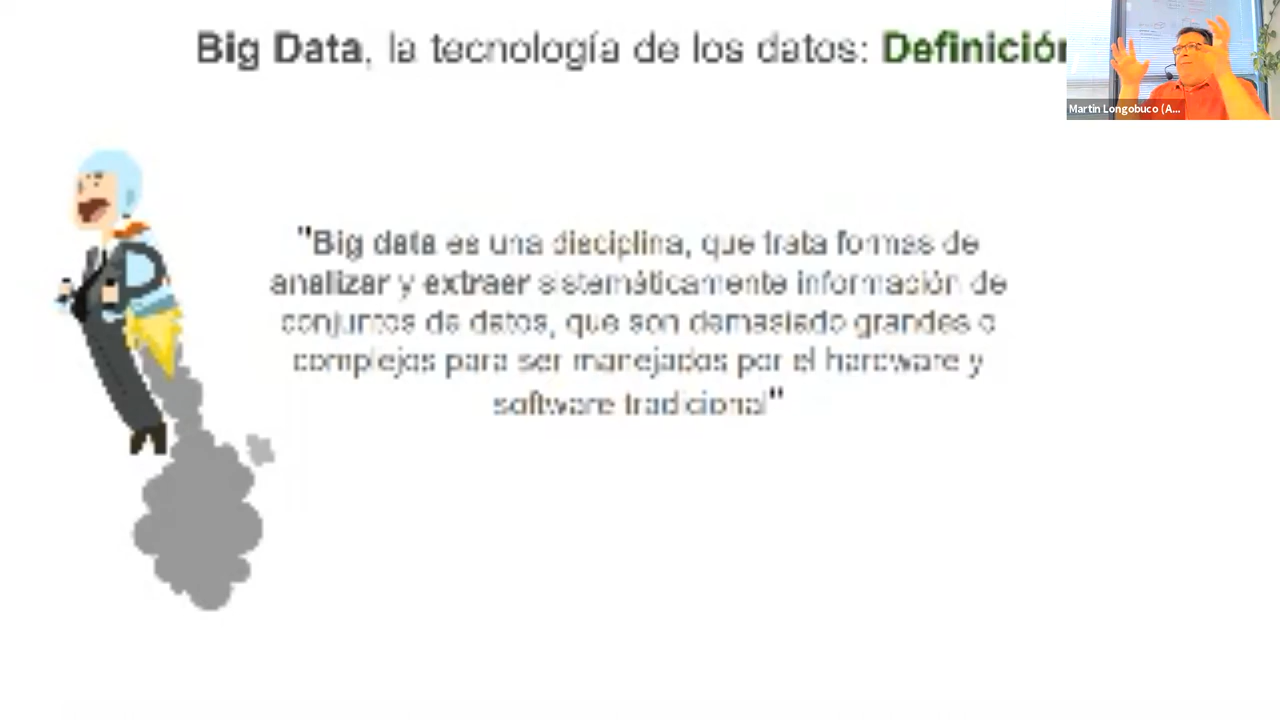 Big Data, la tecnología de los datos: Definición
Martin Longobuco (A...
"Big data es una disciplina, que trata formas de
analizar y extraer sistemáticamente información de
conjuntos de datos, que son demasiado grandes o
complejos para ser manejados por el hardware y
software tradicional"